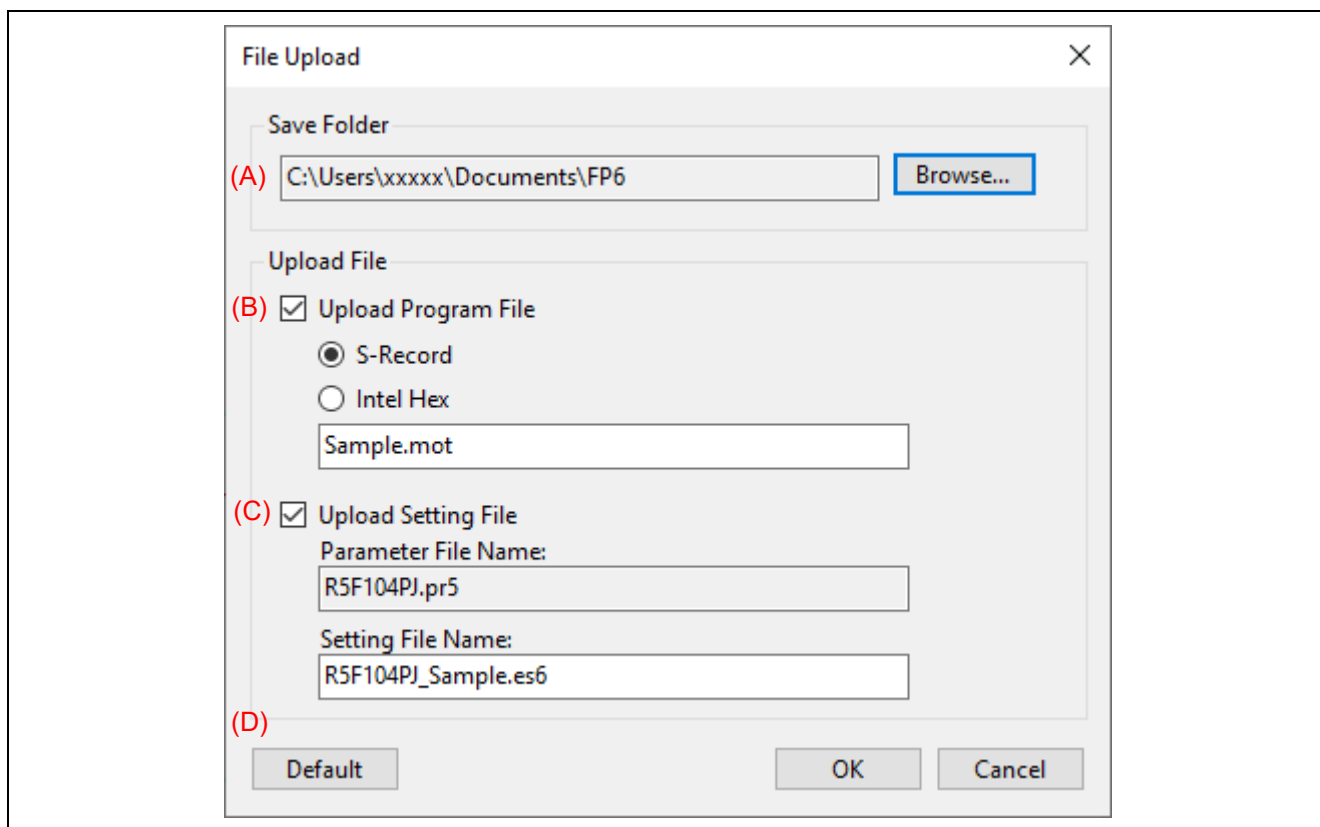 File Upload
Save Folder
(A) C:\Users\xxxxx\Documents\FP6 Browse...
Upload File
(B) Upload Program File
S-Record
Intel Hex
Sample.mot
(C) Upload Setting File
Parameter File Name:
R5F104PJ.pr5
Setting File Name:
R5F104PJ_Sample.es6
(D)
Default OK Cancel